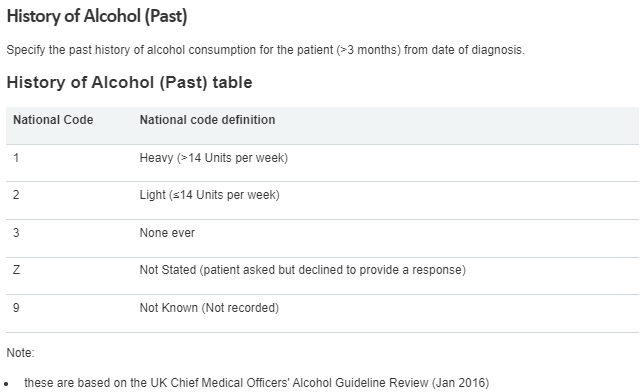 History of Alcohol (Past)
Specify the past history of alcohol consumption for the patient (>3 months) from date of diagnosis.
History of Alcohol (Past) table
National Code National code definition
1 Heavy (>14 Units per week)
2 Light (≤14 Units per week)
3 None ever
Z Not Stated (patient asked but declined to provide a response)
9 Not Known (Not recorded)
Note:
• these are based on the UK Chief Medical Officers' Alcohol Guideline Review (Jan 2016)